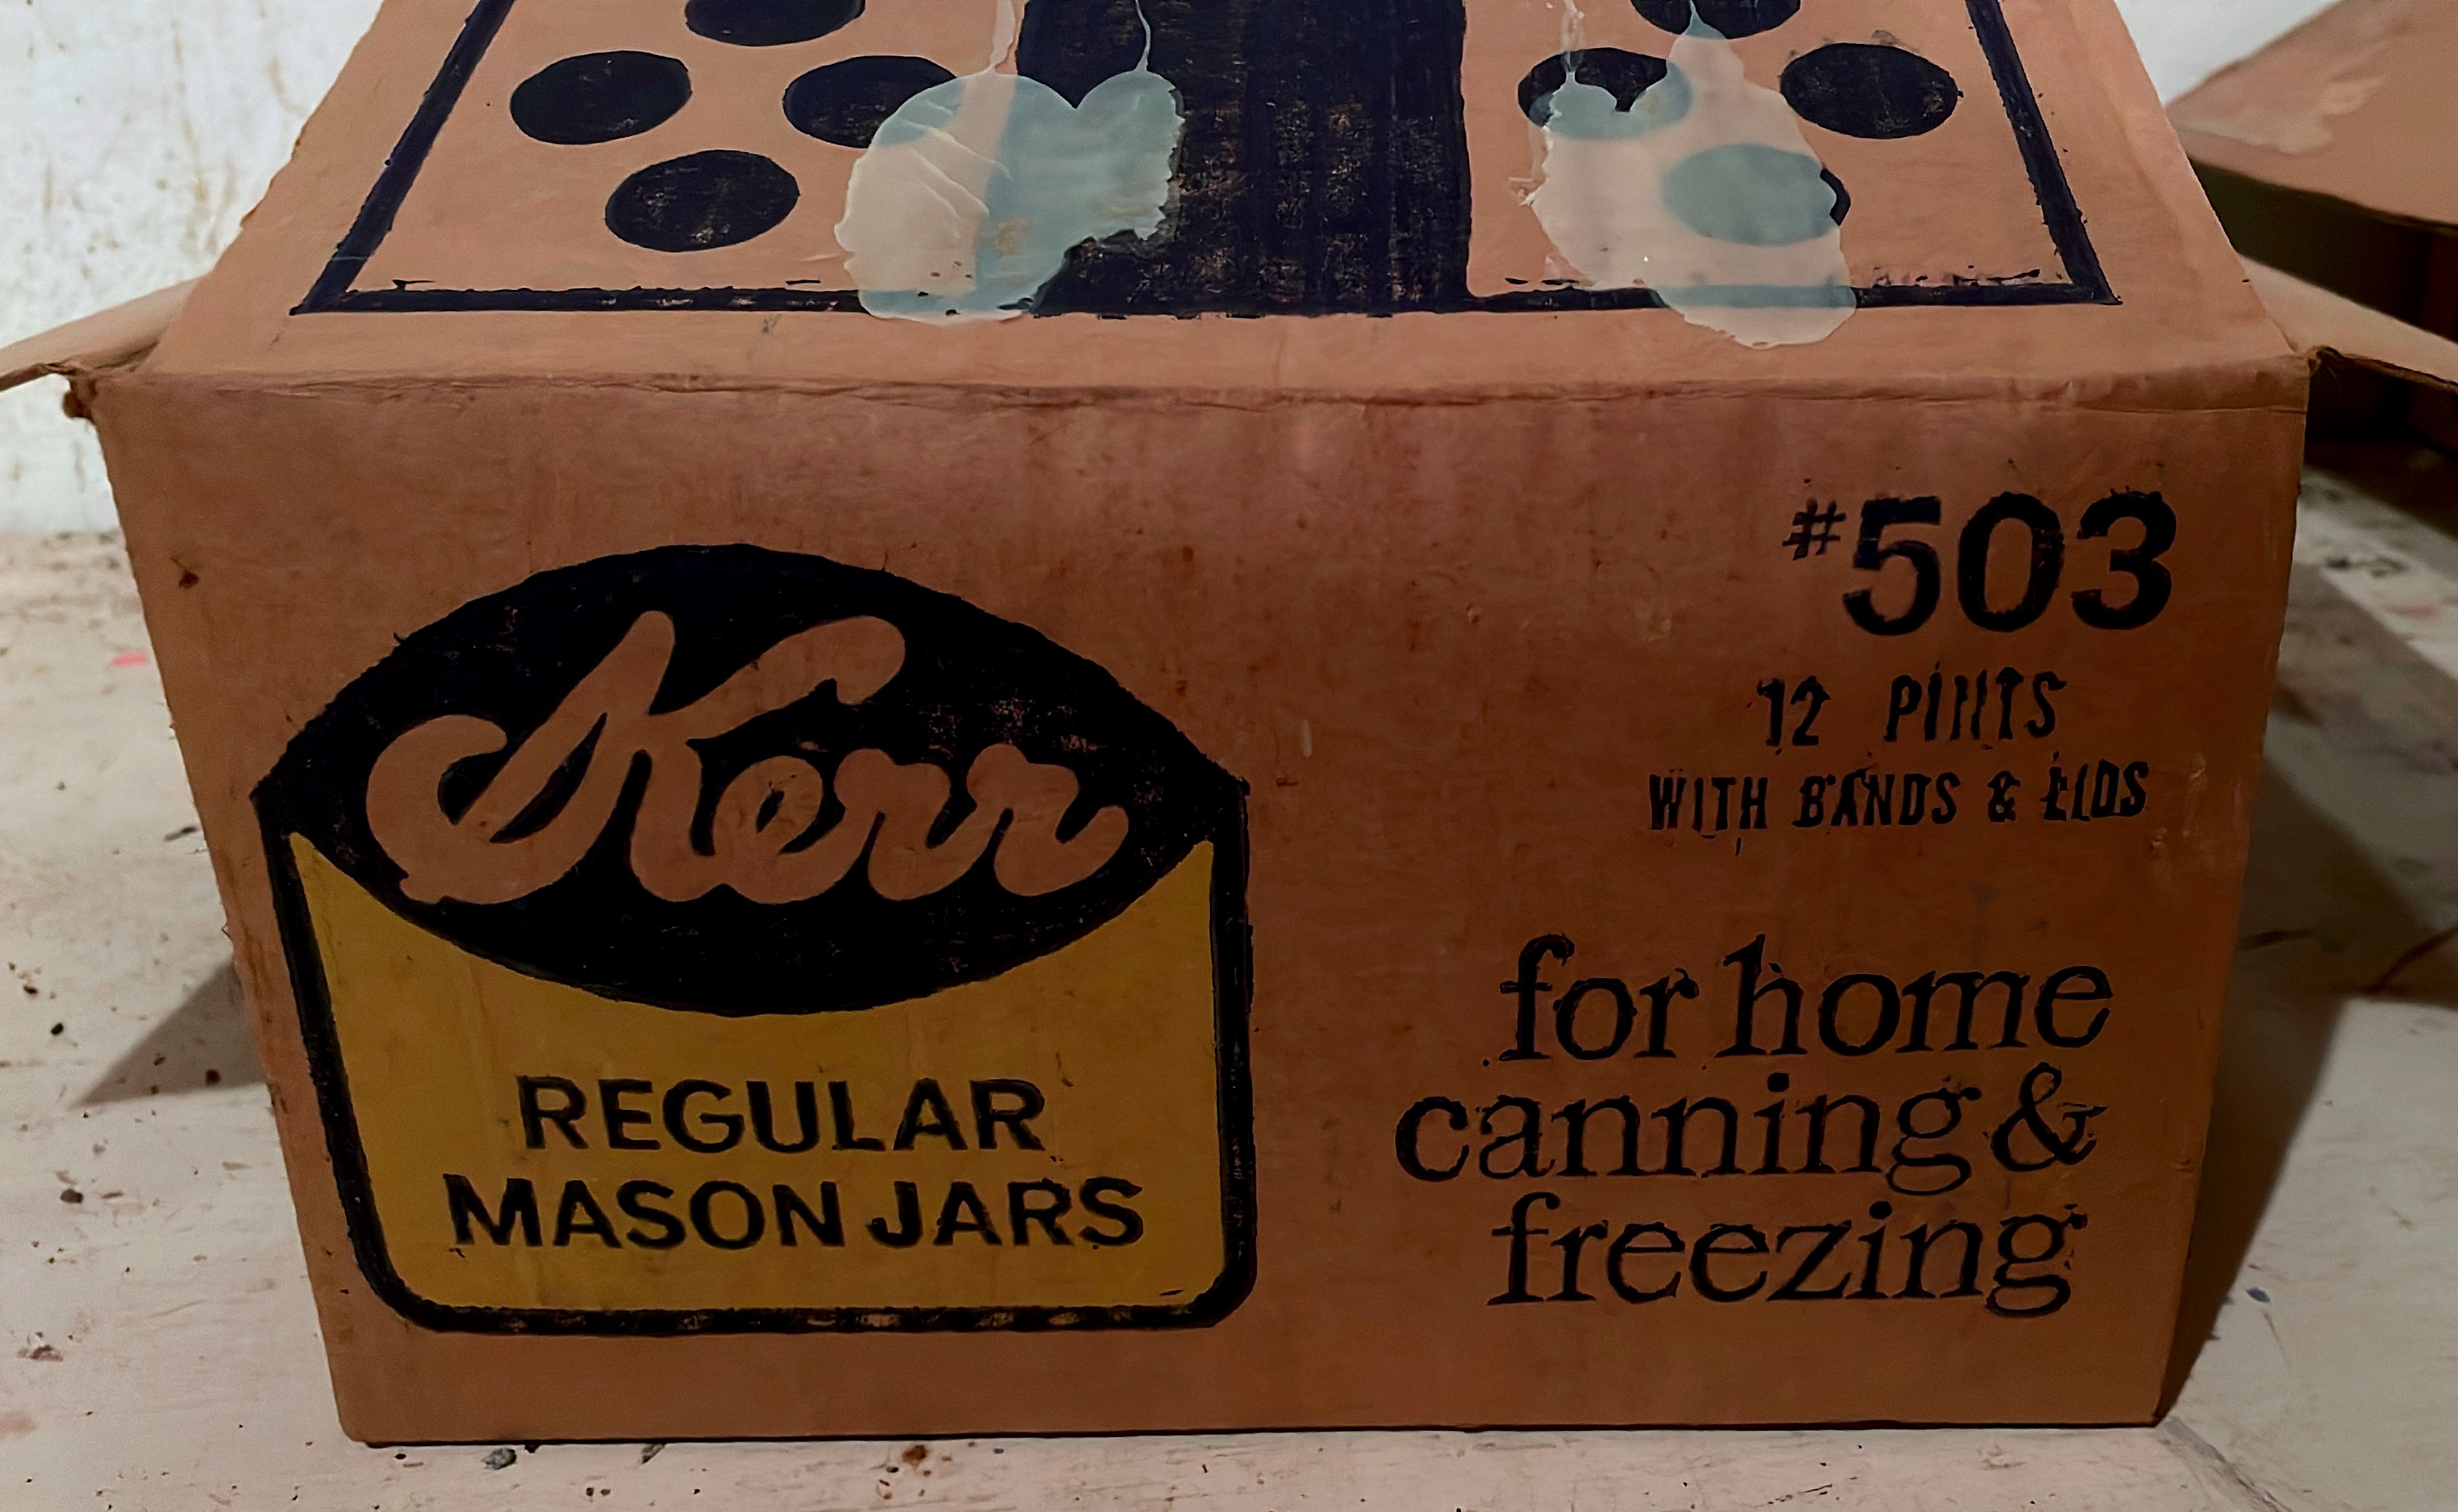 Kerr
REGULAR
MASON JARS
#503
12 PINTS
WITH BANDS & LIDS
for home
canning &
freezing